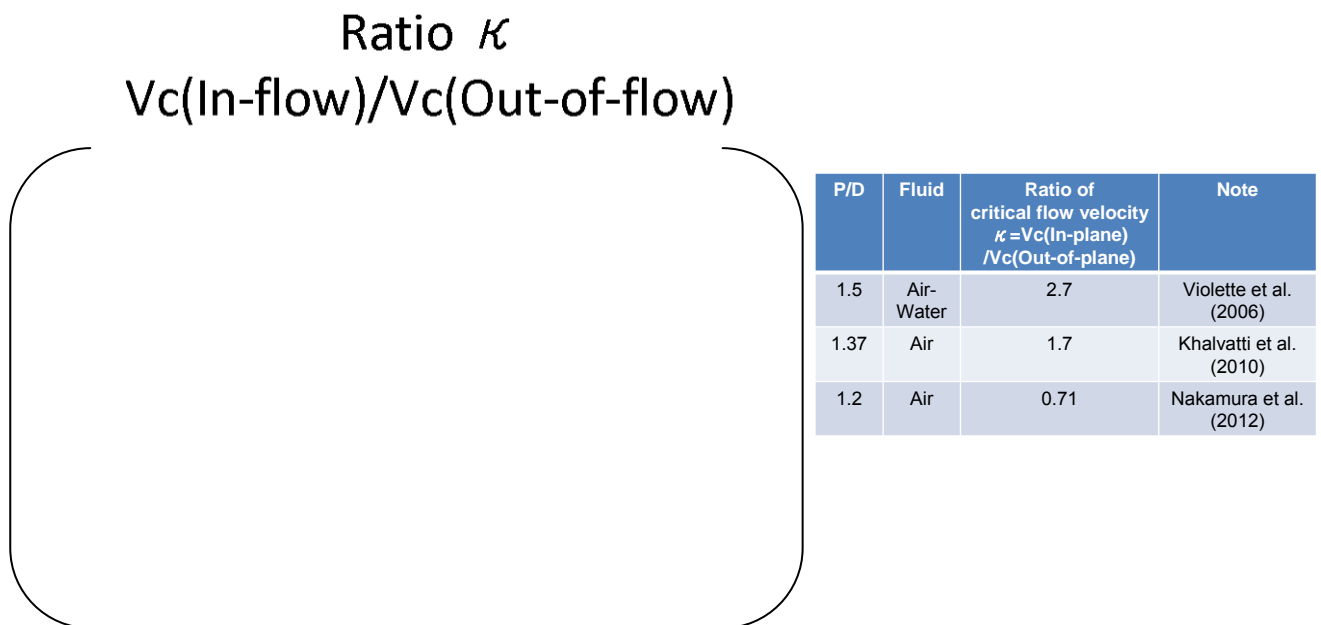 Ratio κ
Vc(In-flow)/Vc(Out-of-flow)
P/D Fluid Ratio of critical flow velocity κ=Vc(In-plane) /Vc(Out-of-plane) Note
1.5 Air-Water 2.7 Violette et al. (2006)
1.37 Air 1.7 Khalvatti et al. (2010)
1.2 Air 0.71 Nakamura et al. (2012)